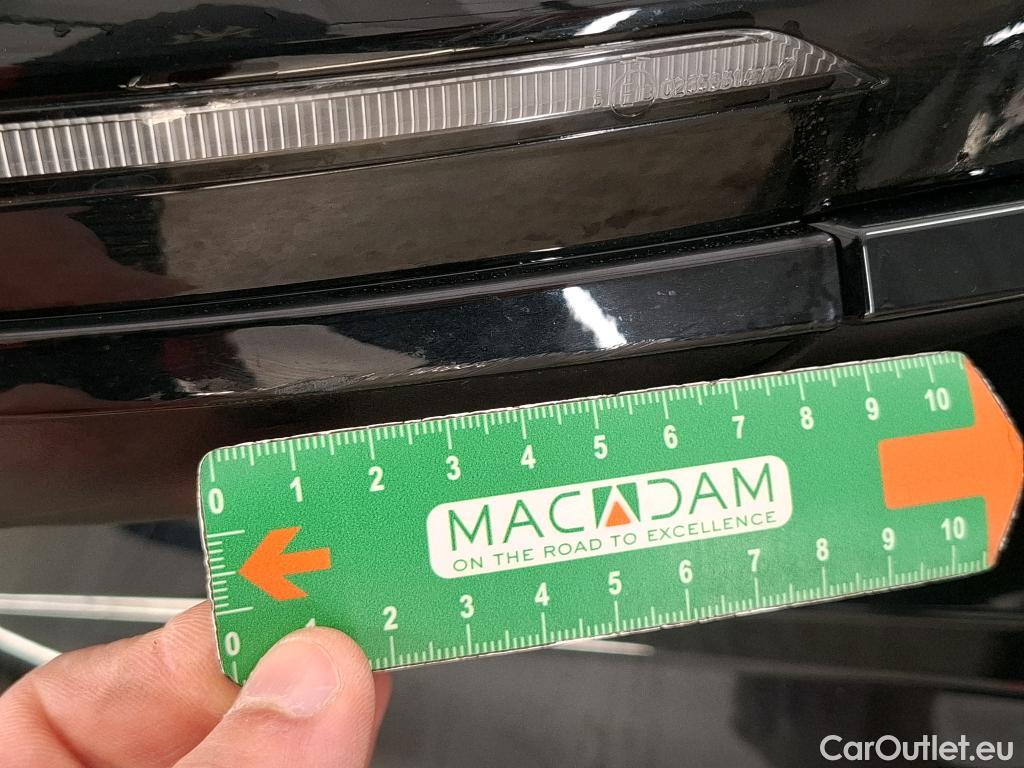 0 1 2 3 4 5 6 7 8 9 10
MACADAM
ON THE ROAD TO EXCELLENCE
0 1 2 3 4 5 6 7 8 9 10
CarOutlet.eu